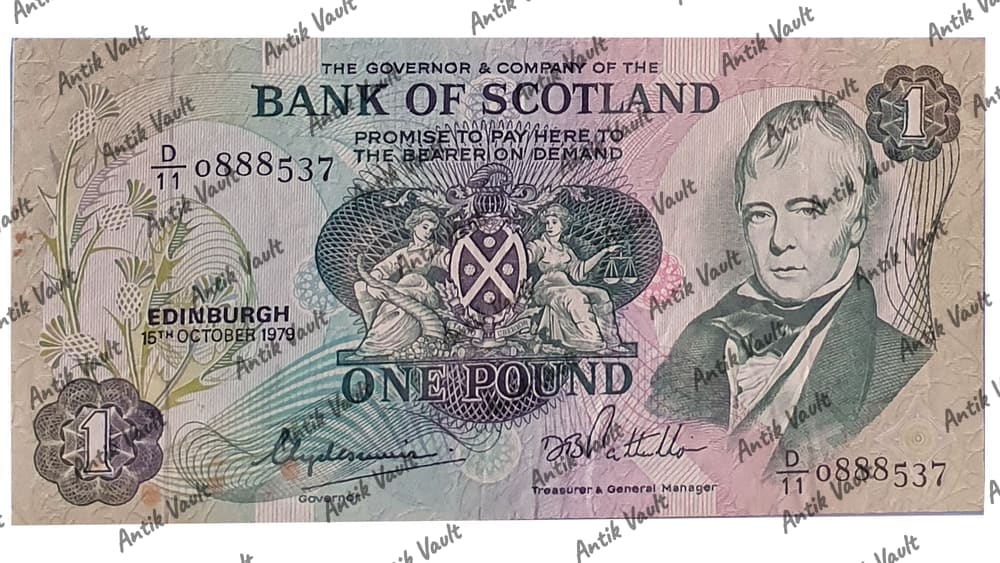 THE GOVERNOR & COMPANY OF THE
BANK OF SCOTLAND
PROMISE TO PAY HERE TO
THE BEARER ON DEMAND
1
D/11 0888537
EDINBURGH
15TH OCTOBER 1979
ONE POUND
1
Clydesmuir
Governor
Treasurer & General Manager
D/11 0888537
Antik Vault